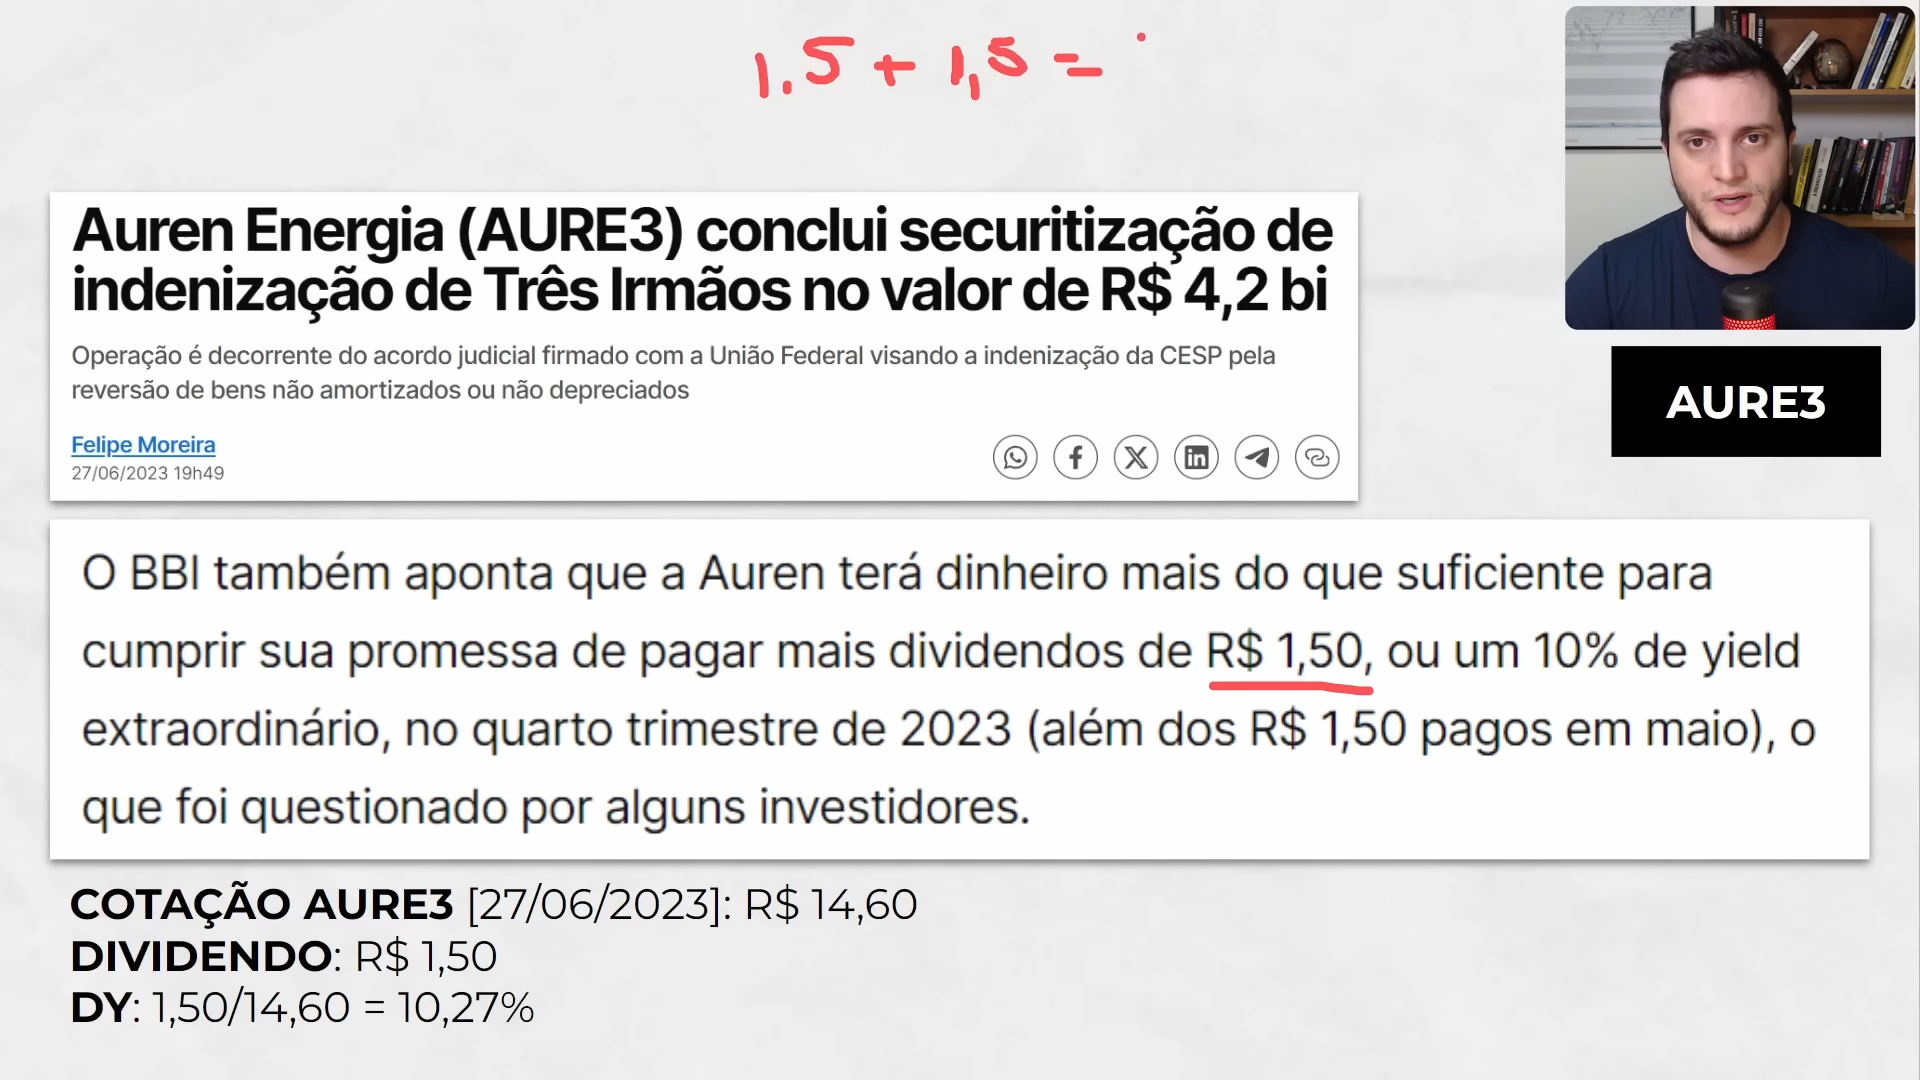 1.5 + 1,5 =
Auren Energia (AURE3) conclui securitização de
indenização de Três Irmãos no valor de R$ 4,2 bi
Operação é decorrente do acordo judicial firmado com a União Federal visando a indenização da CESP pela
reversão de bens não amortizados ou não depreciados
Felipe Moreira
27/06/2023 19h49
AURE3
O BBI também aponta que a Auren terá dinheiro mais do que suficiente para
cumprir sua promessa de pagar mais dividendos de R$ 1,50, ou um 10% de yield
extraordinário, no quarto trimestre de 2023 (além dos R$ 1,50 pagos em maio), o
que foi questionado por alguns investidores.
COTAÇÃO AURE3 [27/06/2023]: R$ 14,60
DIVIDENDO: R$ 1,50
DY: 1,50/14,60 = 10,27%